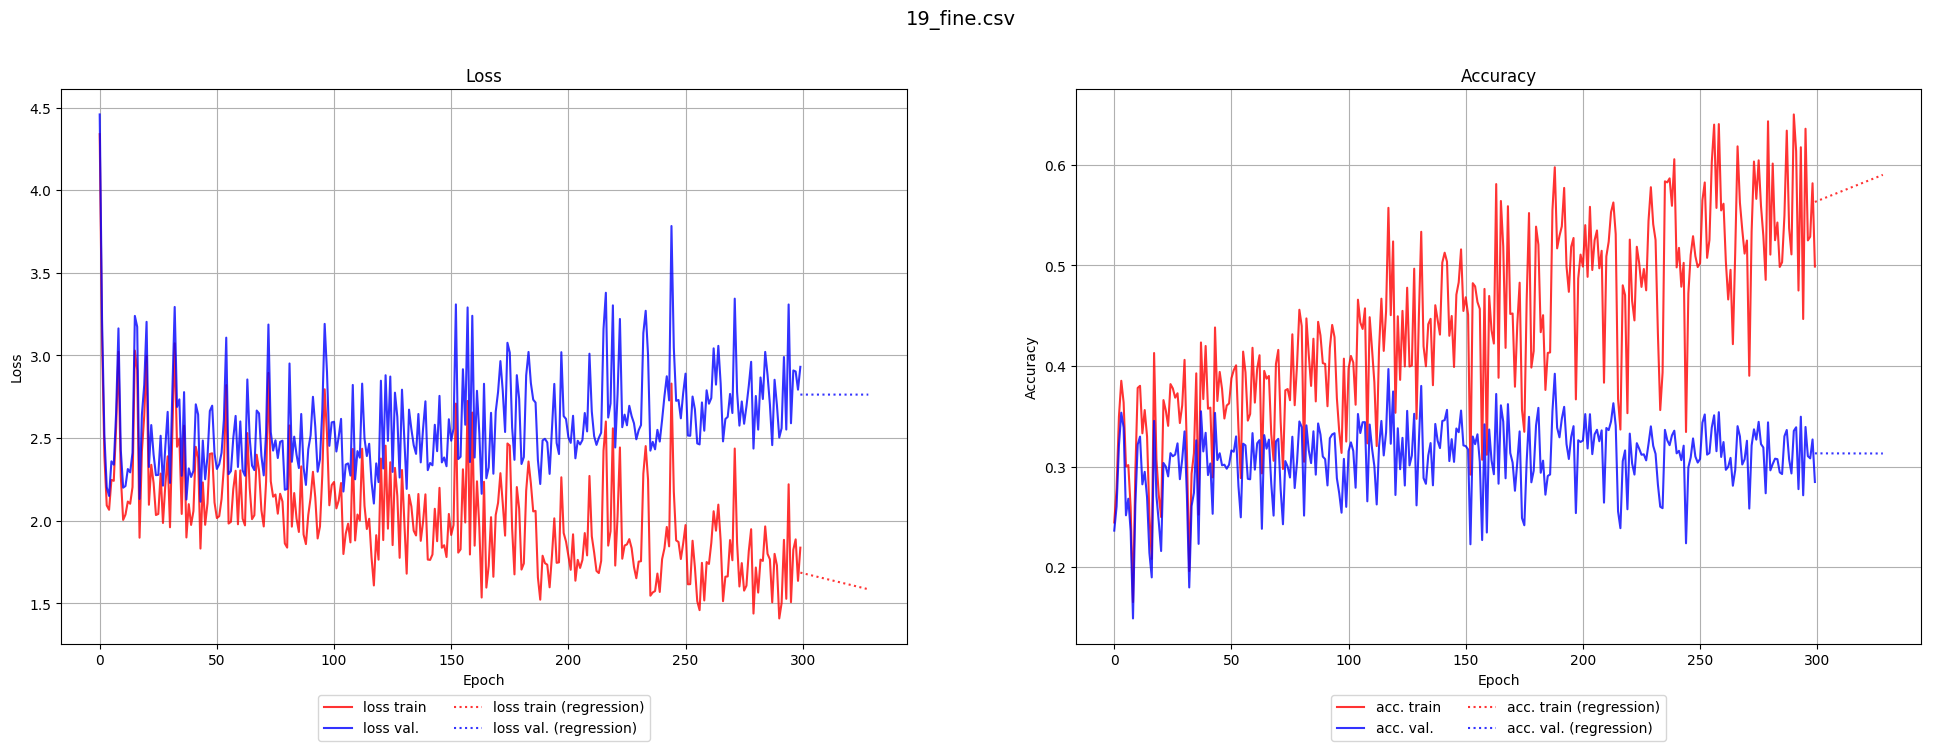 19_fine.csv
Loss
4.5
4.0
3.5
3.0
2.5
2.0
1.5
Loss
0 50 100 150 200 250 300
Epoch
loss train loss train (regression)
loss val. loss val. (regression)
Accuracy
0.6
0.5
0.4
0.3
0.2
Accuracy
0 50 100 150 200 250 300
Epoch
acc. train acc. train (regression)
acc. val. acc. val. (regression)